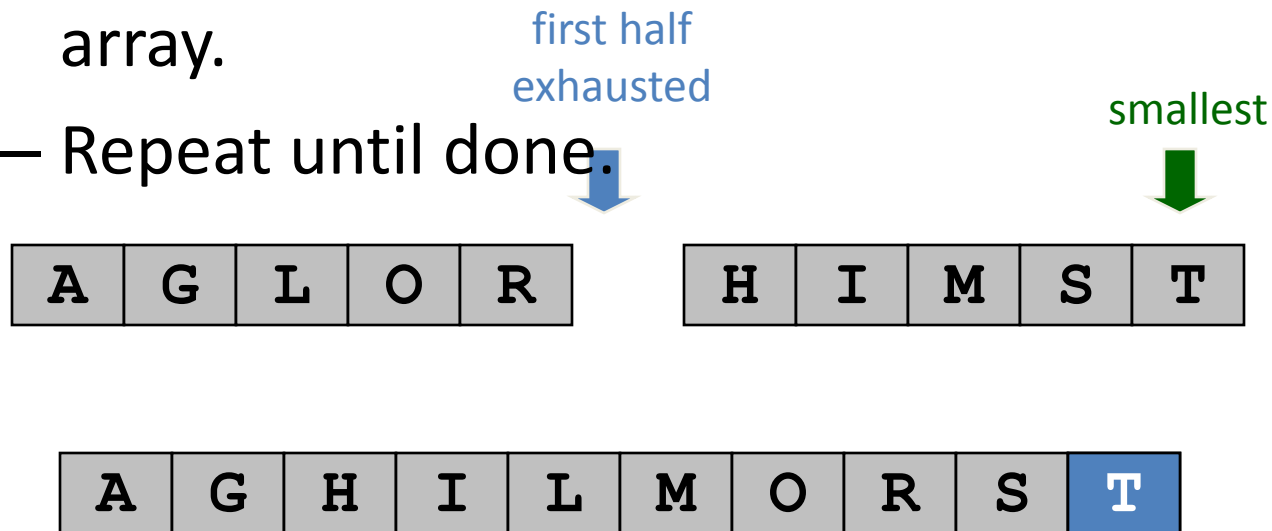 array.
first half
exhausted
smallest
— Repeat until done.
A G L O R H I M S T
A G H I L M O R S T